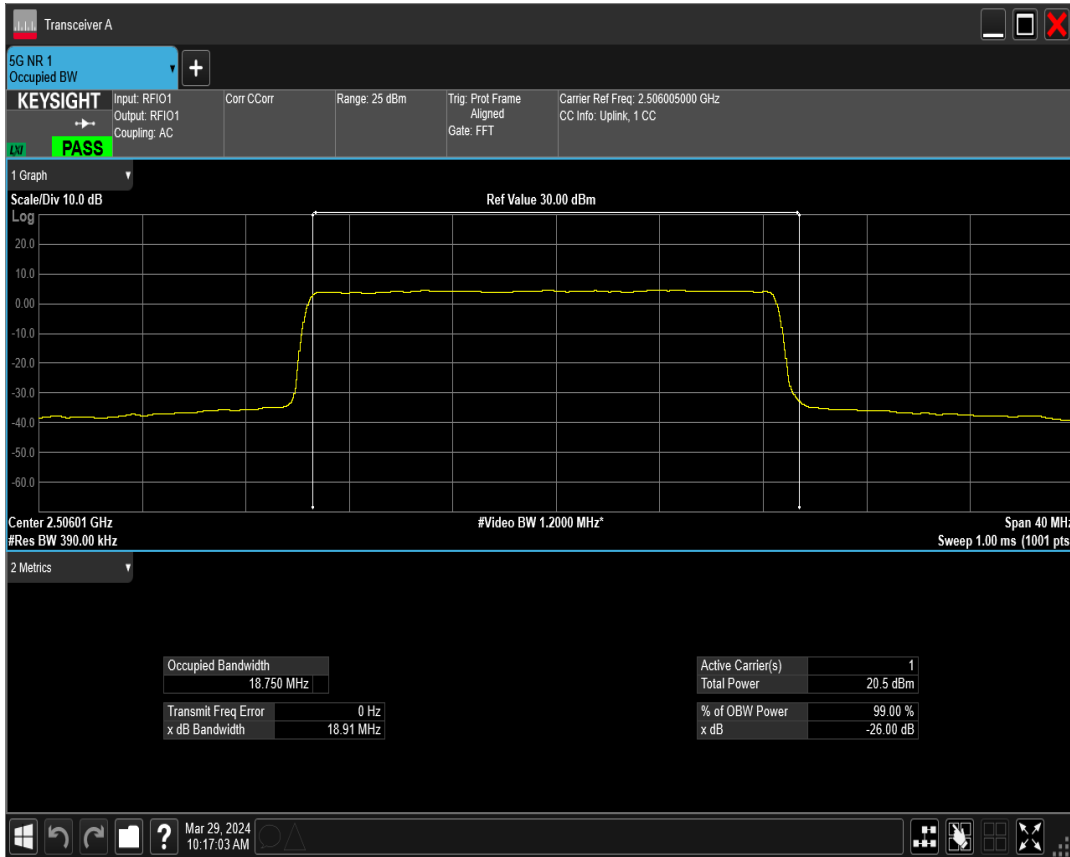 Transceiver A
5G NR 1
Occupied BW
KEYSIGHT
LXI
PASS
Input: RFIO1
Output: RFIO1
Coupling: AC
Corr CCorr
Range: 25 dBm
Trig: Prot Frame
Aligned
Gate: FFT
Carrier Ref Freq: 2.506005000 GHz
CC Info: Uplink, 1 CC
1 Graph
Scale/Div 10.0 dB
Ref Value 30.00 dBm
Log
20.0
10.0
0.00
-10.0
-20.0
-30.0
-40.0
-50.0
-60.0
Center 2.50601 GHz
#Video BW 1.2000 MHz*
Span 40 MHz
#Res BW 390.00 kHz
Sweep 1.00 ms (1001 pts
2 Metrics
Occupied Bandwidth
18.750 MHz
Transmit Freq Error 0 Hz
x dB Bandwidth 18.91 MHz
Active Carrier(s) 1
Total Power 20.5 dBm
% of OBW Power 99.00 %
x dB -26.00 dB
?
Mar 29, 2024
10:17:03 AM